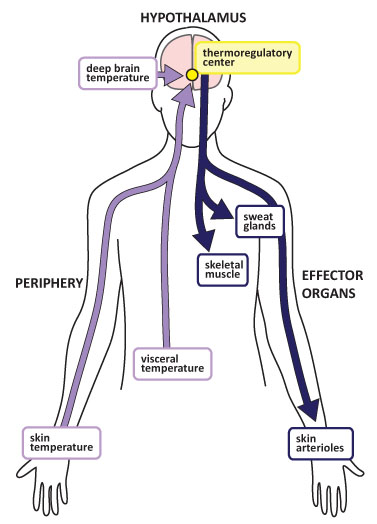 HYPOTHALAMUS
thermoregulatory
center
deep brain
temperature
sweat
glands
skeletal
muscle
PERIPHERY
EFFECTOR
ORGANS
visceral
temperature
skin
temperature
skin
arterioles